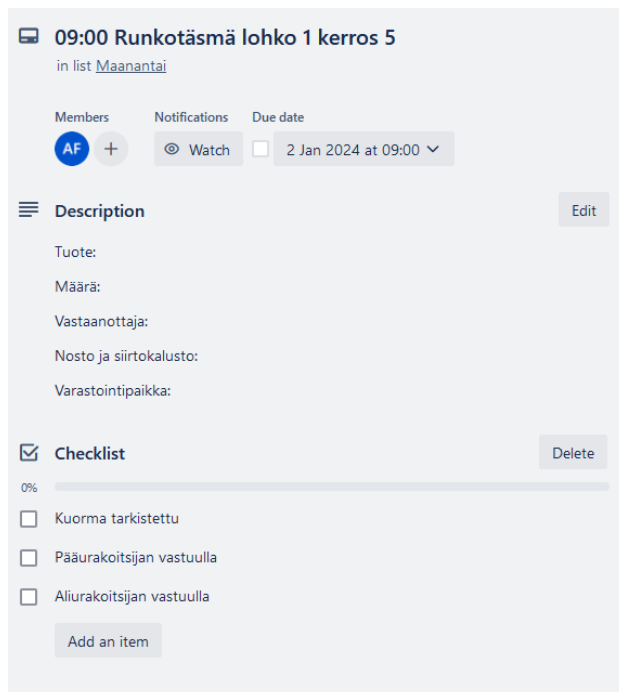 09:00 Runkotäsmä lohko 1 kerros 5
in list Maanantai
Members Notifications Due date
AF + Watch 2 Jan 2024 at 09:00
Description Edit
Tuote:
Määrä:
Vastaanottaja:
Nosto ja siirtokalusto:
Varastointipaikka:
Checklist Delete
0%
Kuorma tarkistettu
Pääurakoitsijan vastuulla
Aliurakoitsijan vastuulla
Add an item